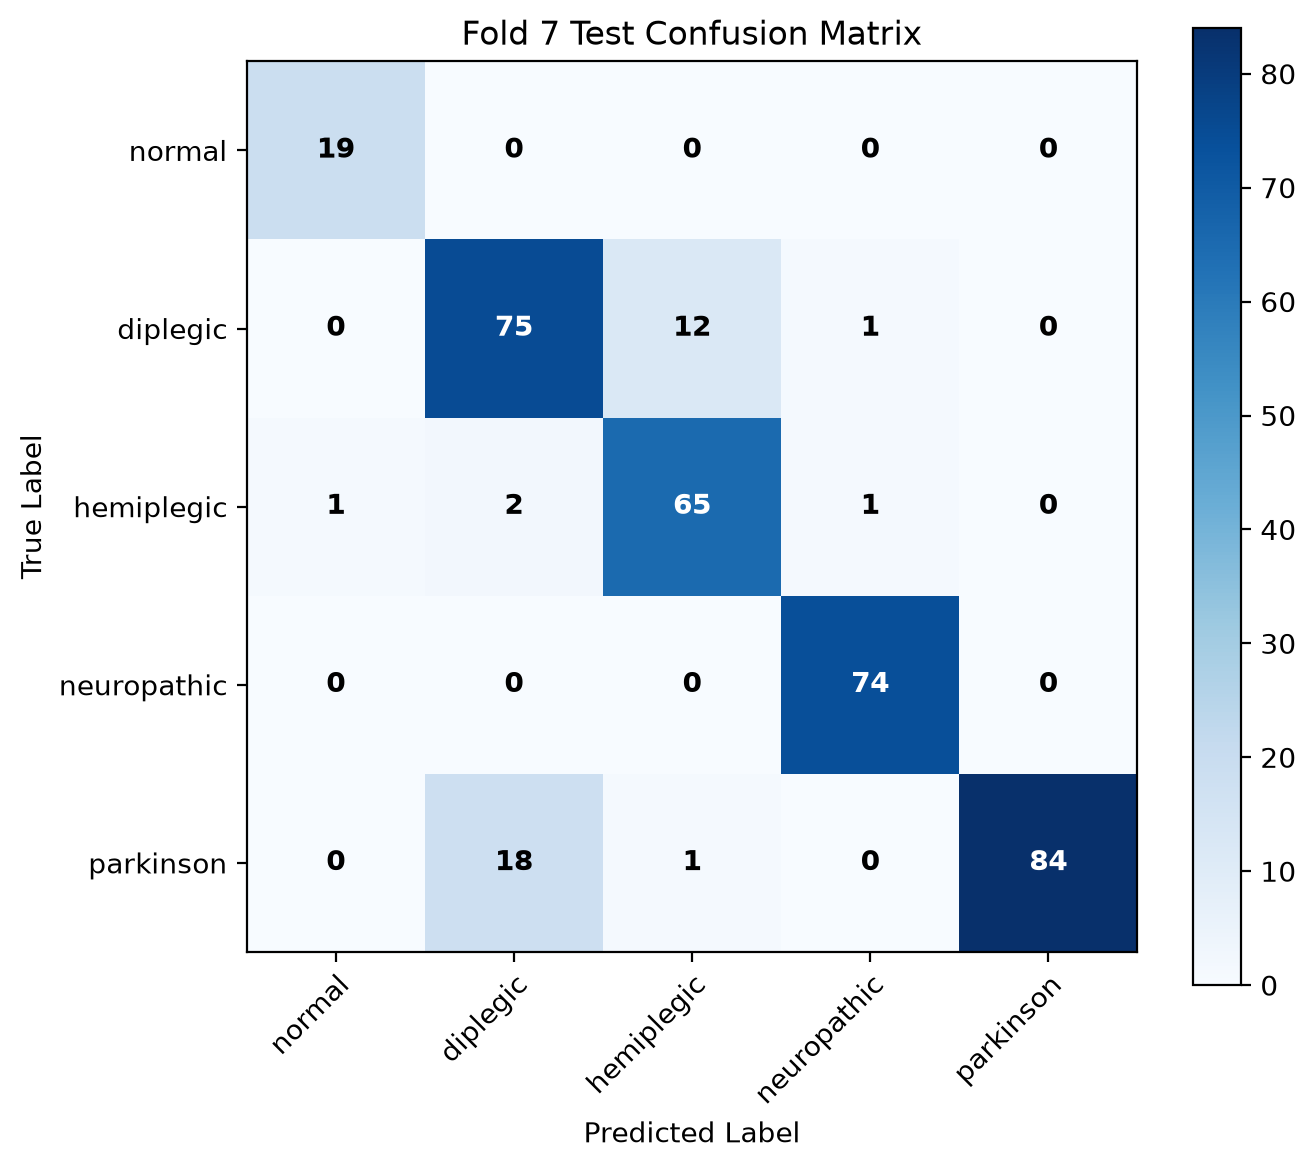 Fold 7 Test Confusion Matrix
True Label
normal 19 0 0 0 0
diplegic 0 75 12 1 0
hemiplegic 1 2 65 1 0
neuropathic 0 0 0 74 0
parkinson 0 18 1 0 84
normal diplegic hemiplegic neuropathic parkinson
Predicted Label
80
70
60
50
40
30
20
10
0